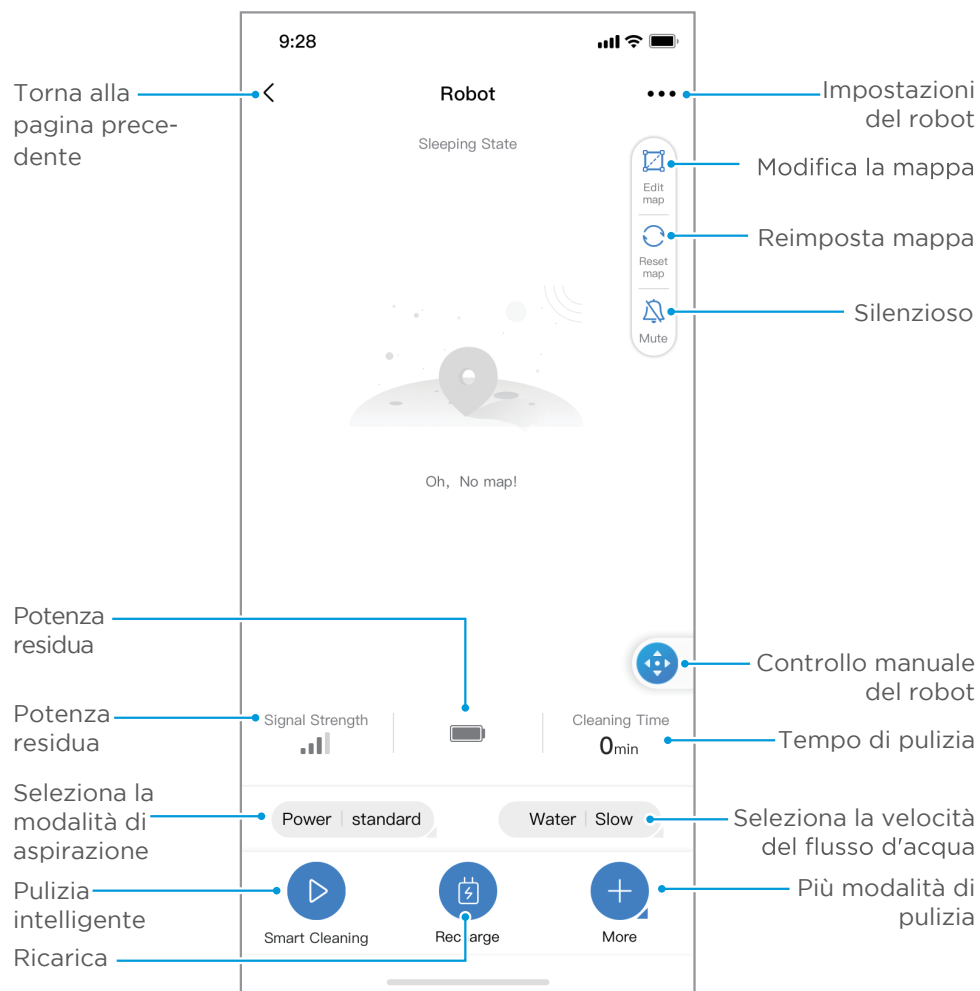 9:28
Torna alla
pagina prece-
dente
Robot
Impostazioni
del robot
Sleeping State
Edit
map
Modifica la mappa
Reset
map
Reimposta mappa
Mute
Silenzioso
Oh, No map!
Potenza
residua
Controllo manuale
del robot
Potenza
residua
Signal Strength
Cleaning Time
0min
Tempo di pulizia
Seleziona la
modalità di
aspirazione
Power | standard
Water | Slow
Seleziona la velocità
del flusso d'acqua
Pulizia
intelligente
Più modalità di
pulizia
Smart Cleaning
Recharge
More
Ricarica